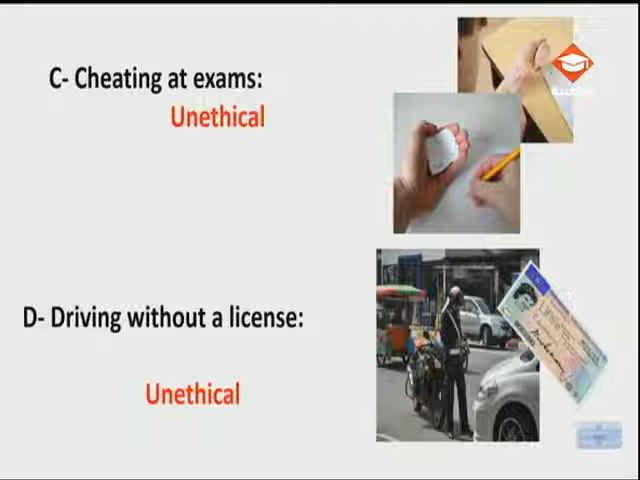 C- Cheating at exams:
Unethical
D- Driving without a license:
Unethical